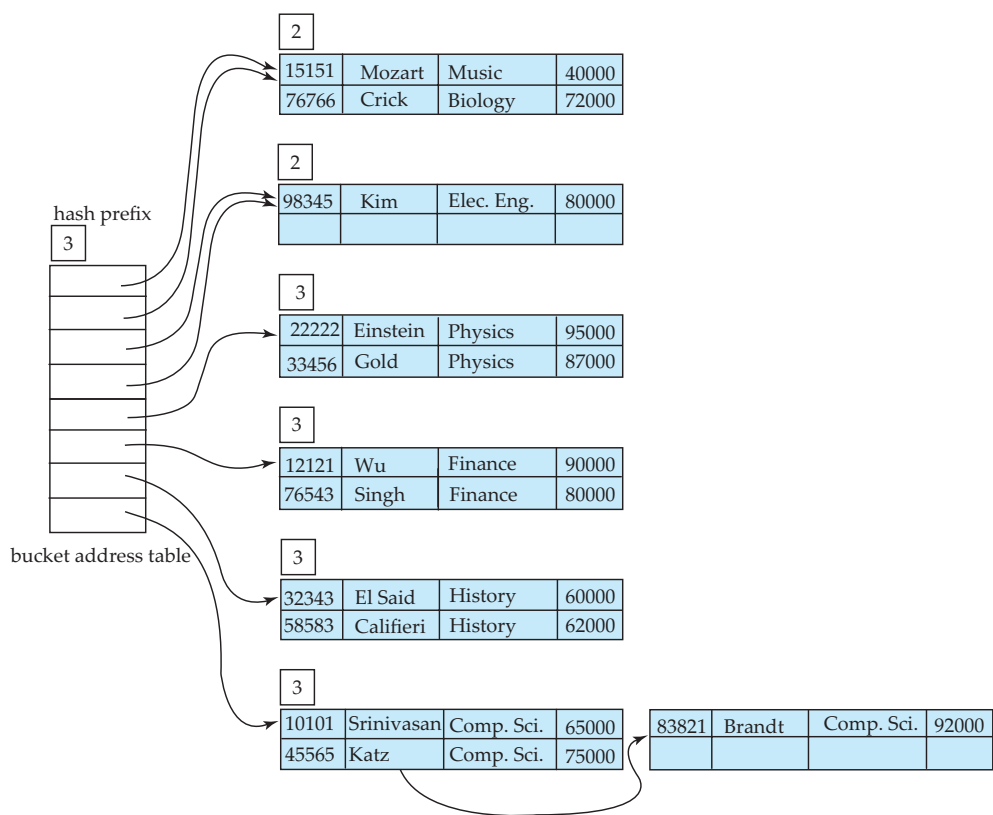 2
15151 Mozart Music 40000
76766 Crick Biology 72000
2
98345 Kim Elec. Eng. 80000
hash prefix
3
3
22222 Einstein Physics 95000
33456 Gold Physics 87000
3
12121 Wu Finance 90000
76543 Singh Finance 80000
bucket address table
3
32343 El Said History 60000
58583 Califieri History 62000
3
10101 Srinivasan Comp. Sci. 65000
45565 Katz Comp. Sci. 75000
83821 Brandt Comp. Sci. 92000